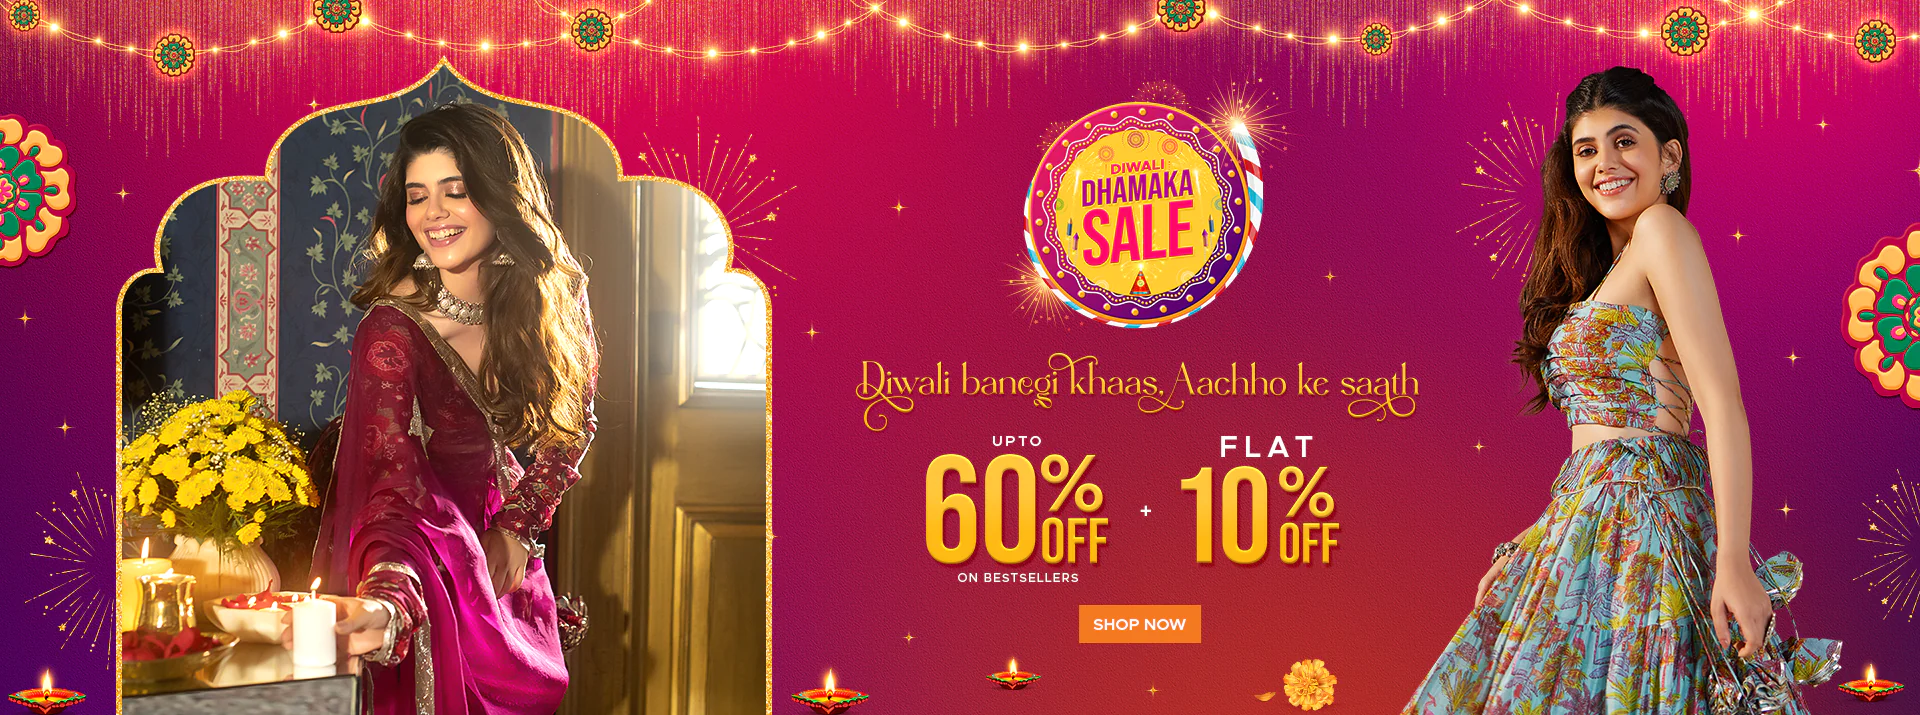 DIWALI
DHAMAKA
SALE
Diwali banegi khaas, Aachho ke saath
UPTO
60% OFF
ON BESTSELLERS
+
FLAT
10% OFF
SHOP NOW